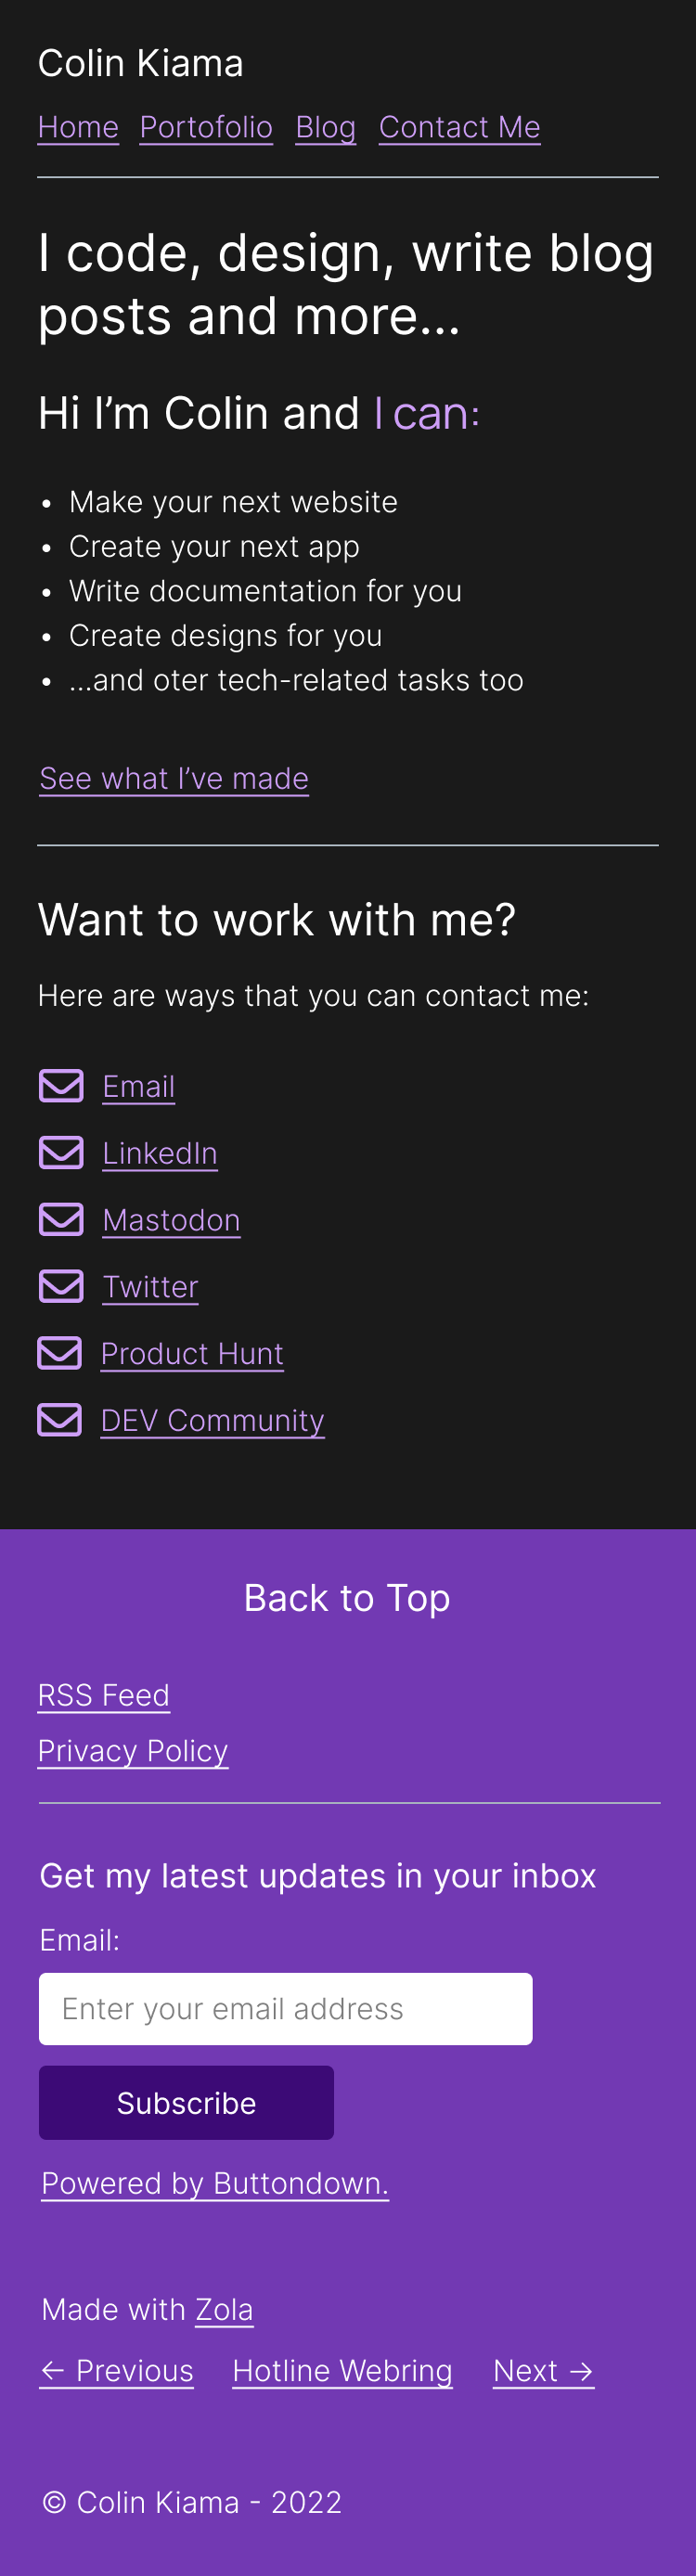 Colin Kiama
Home Portofolio Blog Contact Me
I code, design, write blog
posts and more...
Hi I’m Colin and I can:
• Make your next website
• Create your next app
• Write documentation for you
• Create designs for you
• ...and oter tech-related tasks too
See what I’ve made
Want to work with me?
Here are ways that you can contact me:
Email
LinkedIn
Mastodon
Twitter
Product Hunt
DEV Community
Back to Top
RSS Feed
Privacy Policy
Get my latest updates in your inbox
Email:
Enter your email address
Subscribe
Powered by Buttondown.
Made with Zola
← Previous Hotline Webring Next →
© Colin Kiama - 2022